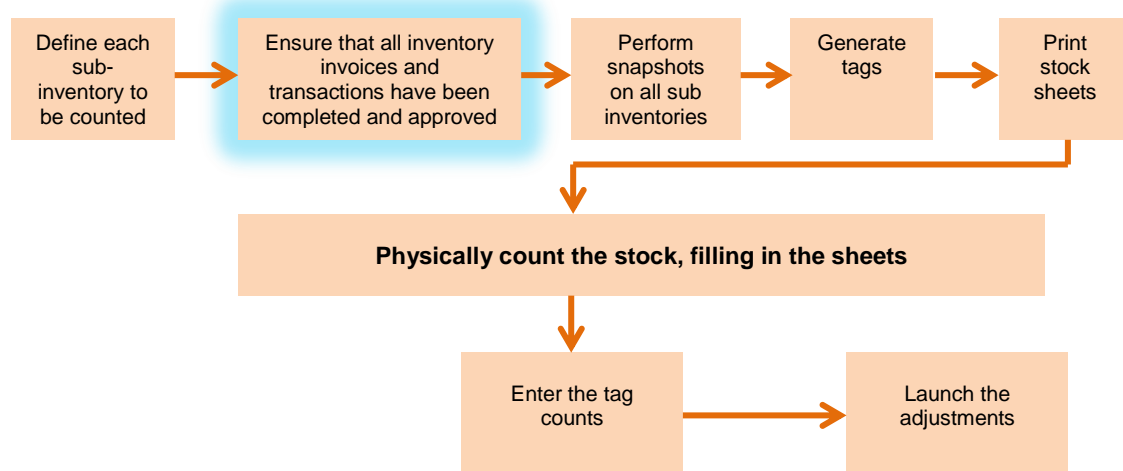 Define each
sub-
inventory to
be counted
Ensure that all inventory
invoices and
transactions have been
completed and approved
Perform
snapshots
on all sub
inventories
Generate
tags
Print
stock
sheets
Physically count the stock, filling in the sheets
Enter the tag
counts
Launch the
adjustments